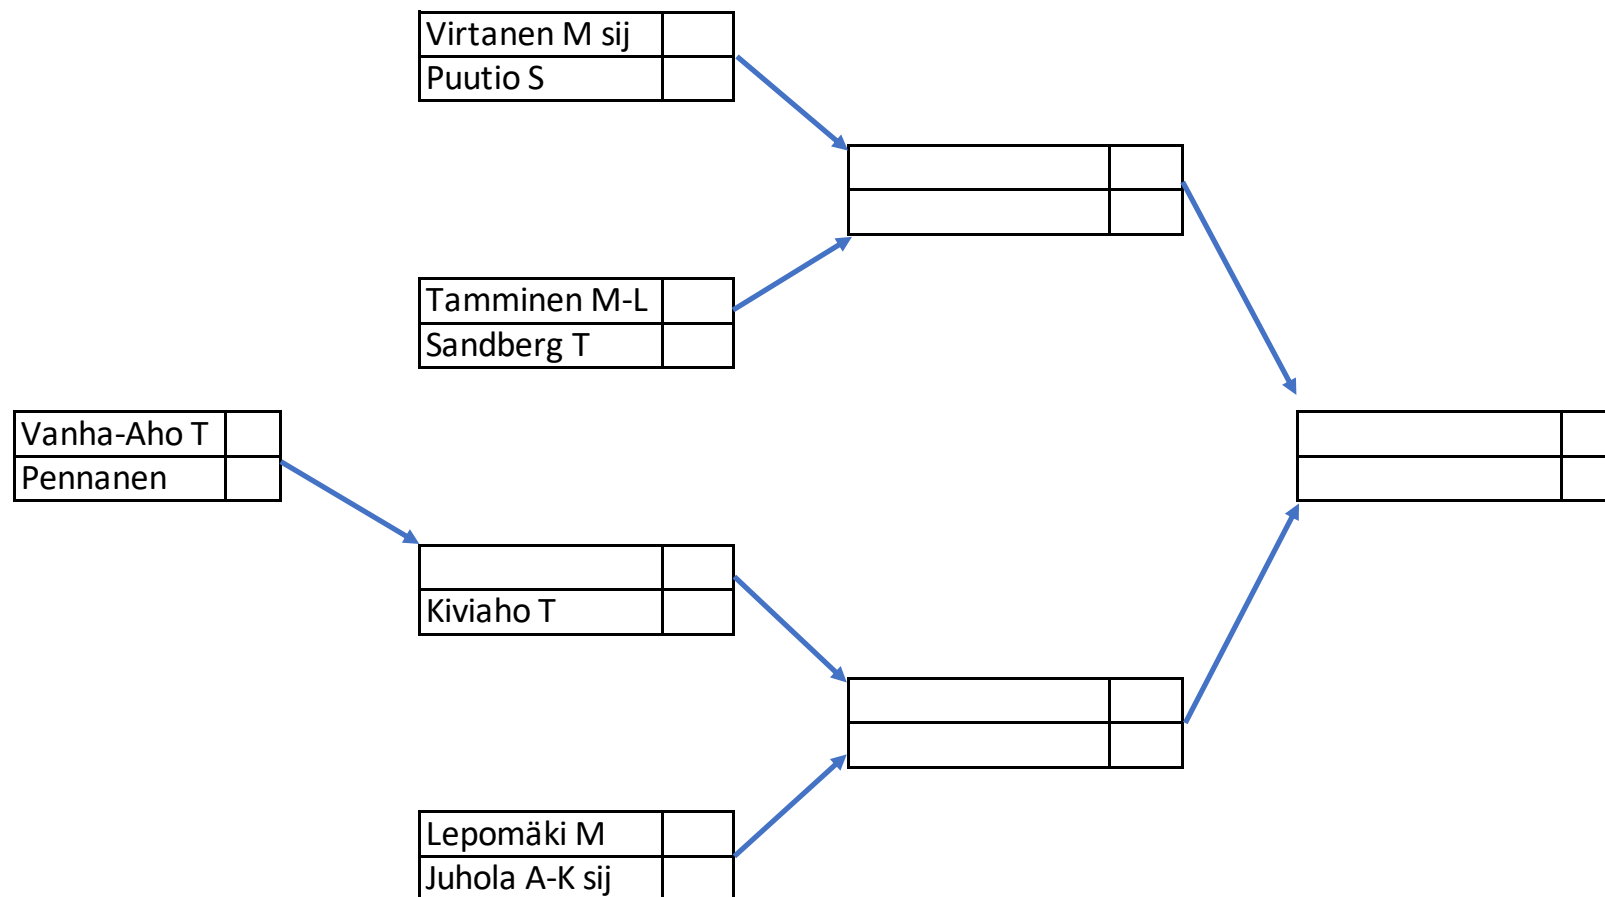 Virtanen M sij
Puutio S
Tamminen M-L
Sandberg T
Vanha-Aho T
Pennanen
Kiviaho T
Lepomäki M
Juhola A-K sij